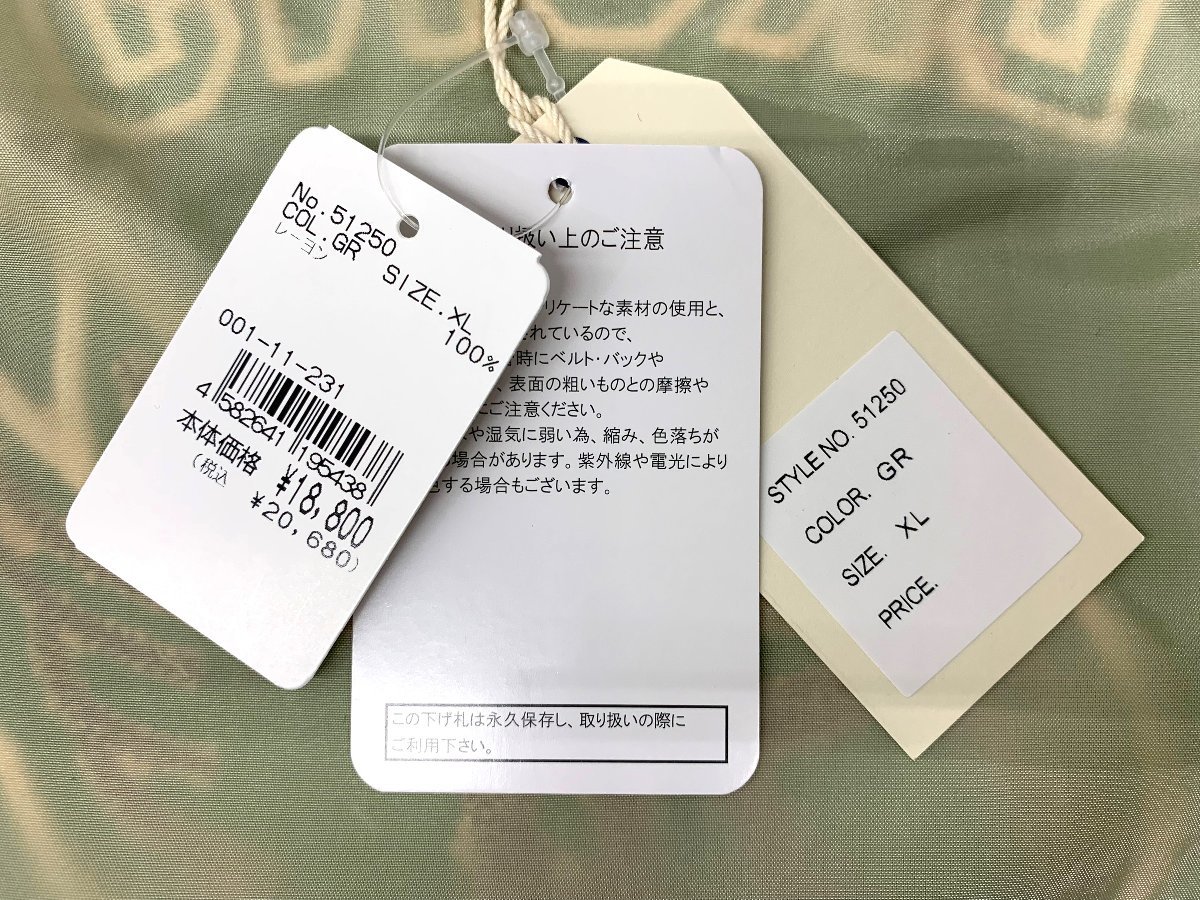 No.51250
COL.GR SIZE.XL
レーヨン 100%
001-11-231
4 582641 195438
本体価格 ¥18,800
(税込 ¥20,680)
扱い上のご注意
リケートな素材の使用と、
れているので、
時にベルト・バックや
、表面の粗いものとの摩擦や
にご注意ください。
や湿気に弱い為、縮み、色落ちが
場合があります。紫外線や電光により
する場合もございます。
この下げ札は永久保存し、取り扱いの際に
ご利用下さい。
STYLE NO. 51250
COLOR. GR
SIZE. XL
PRICE.